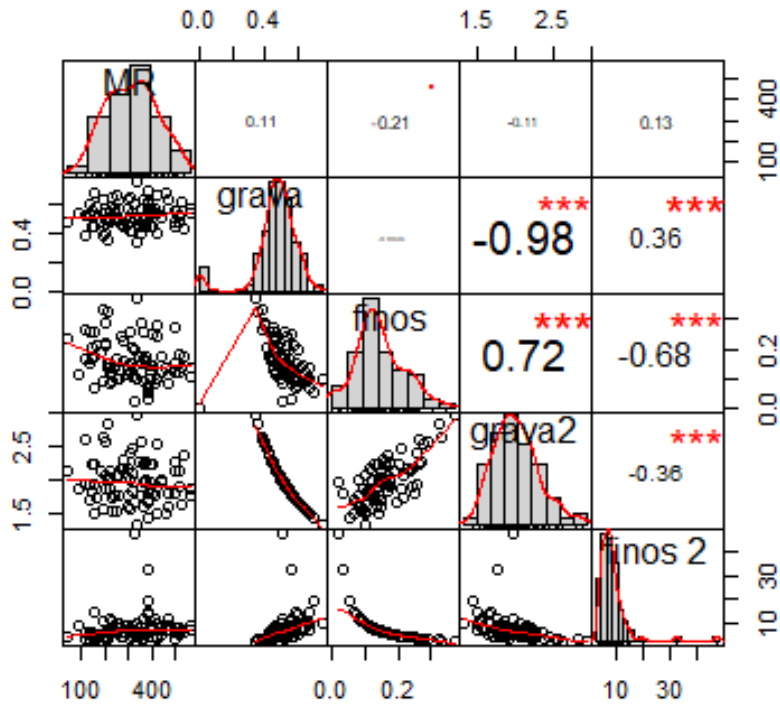 0.0 0.4 1.5 2.5
MR 0.11 -0.21 -0.11 0.13 100 400
0.0 0.4 grava -0.98 *** 0.36 ***
finos 0.72 *** -0.68 *** 0.0 0.2
1.5 2.5 grava2 -0.36 ***
finos 2 10 30
100 400 0.0 0.2 10 30